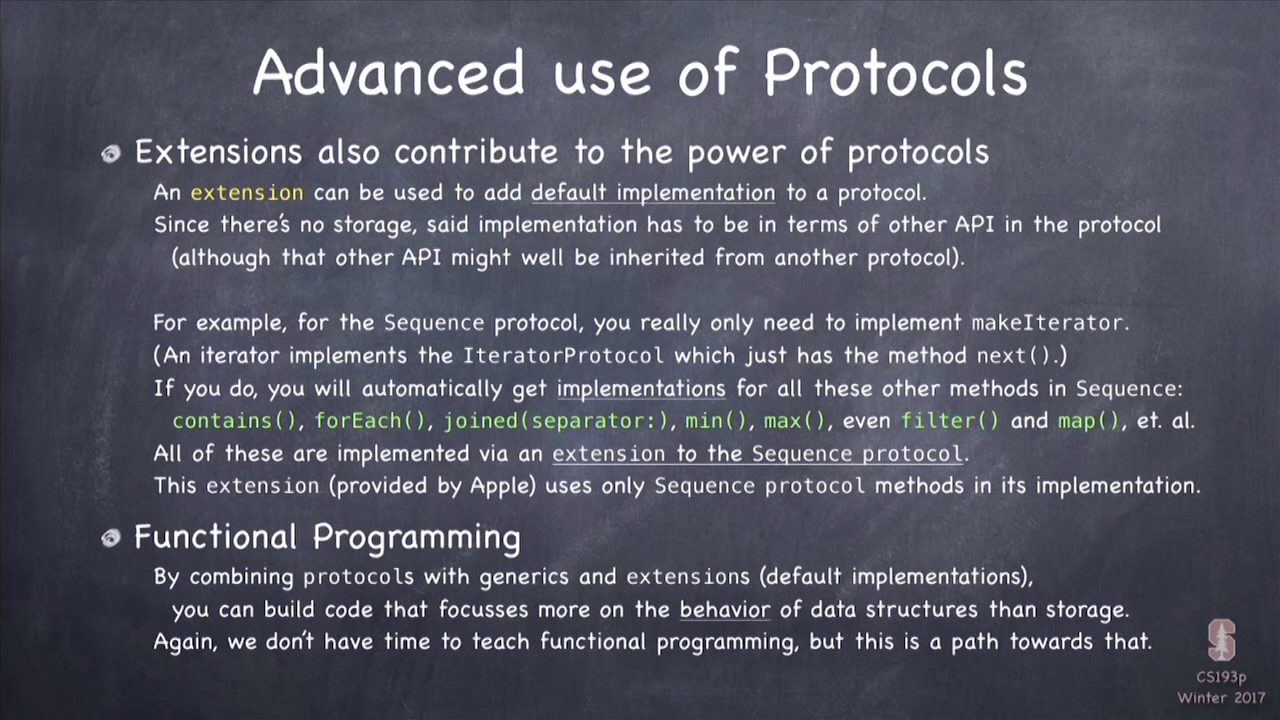 Advanced use of Protocols
Extensions also contribute to the power of protocols
An extension can be used to add default implementation to a protocol.
Since there's no storage, said implementation has to be in terms of other API in the protocol
(although that other API might well be inherited from another protocol).
For example, for the Sequence protocol, you really only need to implement makeIterator.
(An iterator implements the IteratorProtocol which just has the method next().)
If you do, you will automatically get implementations for all these other methods in Sequence:
contains(), forEach(), joined(separator:), min(), max(), even filter() and map(), et. al.
All of these are implemented via an extension to the Sequence protocol.
This extension (provided by Apple) uses only Sequence protocol methods in its implementation.
Functional Programming
By combining protocols with generics and extensions (default implementations),
you can build code that focusses more on the behavior of data structures than storage.
Again, we don't have time to teach functional programming, but this is a path towards that.
CS193p
Winter 2017